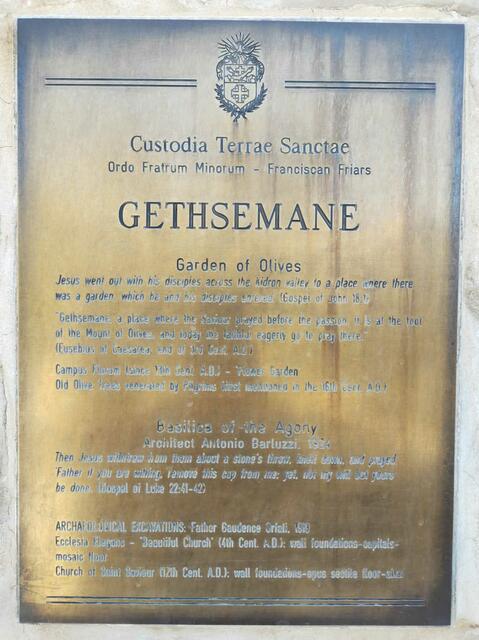 Custodia Terrae Sanctae
Ordo Fratrum Minorum - Franciscan Friars
GETHSEMANE
Garden of Olives
Jesus went out with his disciples across the Kidron valley to a place where there
was a garden, which he and his disciples entered. (Gospel of John 18,1)
"Gethsemane, a place where the Saviour prayed before the passion. It is at the foot
of the Mount of Olives, and today the faithful eagerly go to pray there."
(Eusebius of Caesarea, end of 3rd Cent. A.D.)
Campus Floridus (since Cent. A.D.) - Flower Garden
Old Olive Trees venerated by Pilgrims first mentioned in the 16th Cent. A.D.)
Basilica of the Agony
Architect Antonio Barluzzi, 1924
Then Jesus withdrew from them about a stone's throw, knelt down, and prayed,
"Father if you are willing, remove this cup from me; yet, not my will but yours
be done. (Gospel of Luke 22:41-42)
ARCHAEOLOGICAL EXCAVATIONS: Father Gaudence Orfali,
Ecclesia Elegans - "Beautiful Church" (4th Cent. A.D.): wall foundations-capitals-
mosaic floor
Church of Saint Saviour (12th Cent. A.D.): wall foundations-opus sectile floor-